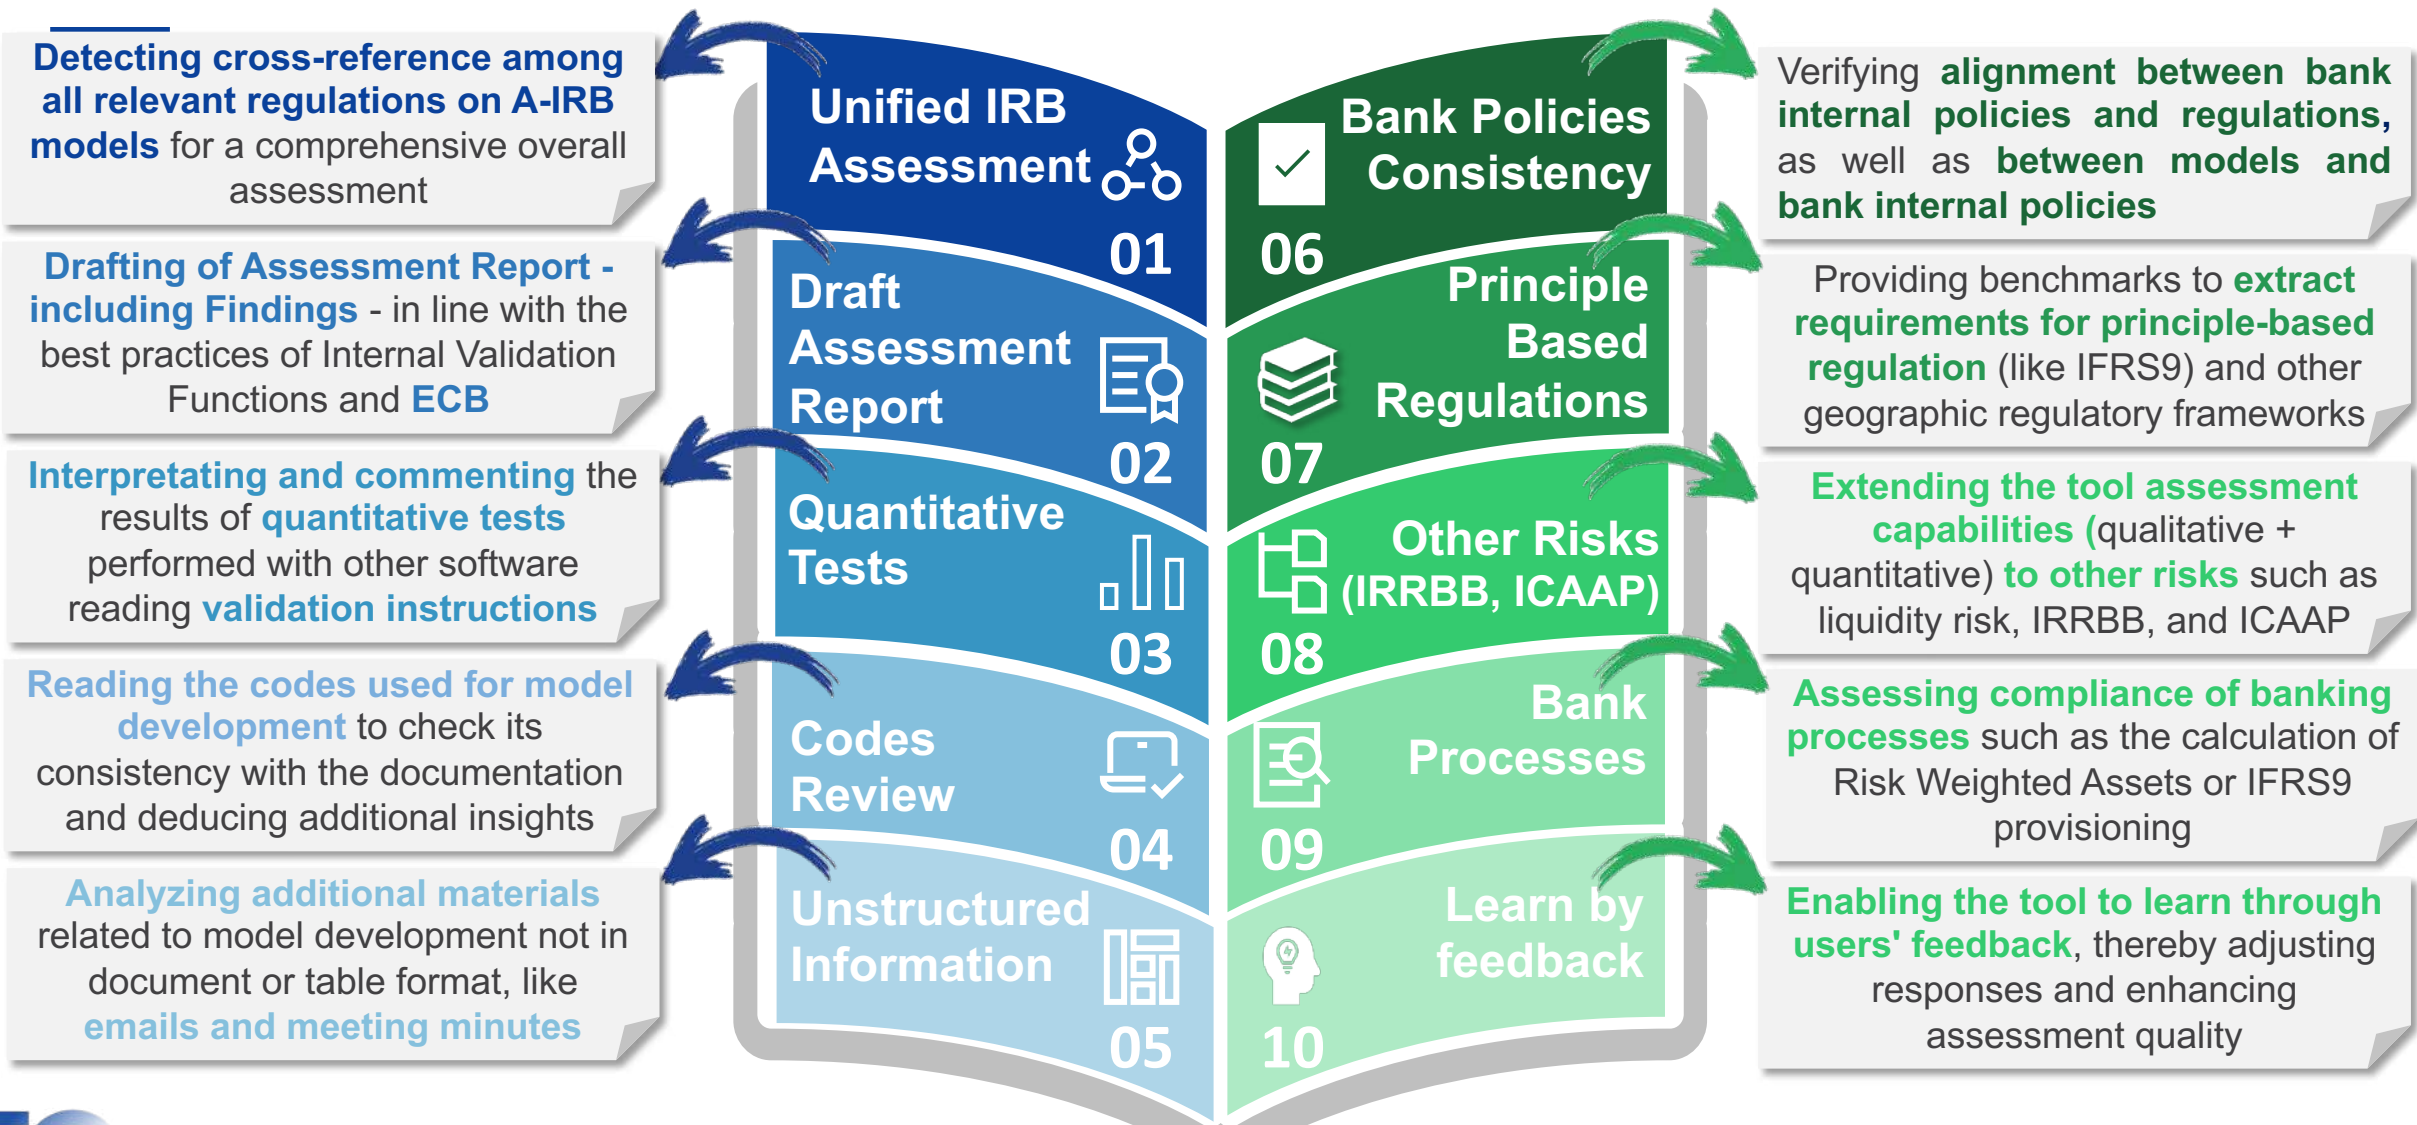 Detecting cross-reference among
all relevant regulations on A-IRB
models for a comprehensive overall
assessment
Drafting of Assessment Report -
including Findings - in line with the
best practices of Internal Validation
Functions and ECB
Interpretating and commenting the
results of quantitative tests
performed with other software
reading validation instructions
Reading the codes used for model
development to check its
consistency with the documentation
and deducing additional insights
Analyzing additional materials
related to model development not in
document or table format, like
emails and meeting minutes
Unified IRB
Assessment
01
Draft
Assessment
Report
02
Quantitative
Tests
03
Codes
Review
04
Unstructured
Information
05
Bank Policies
Consistency
06
Principle
Based
Regulations
07
Other Risks
(IRRBB, ICAAP)
08
Bank
Processes
09
Learn by
feedback
10
Verifying alignment between bank
internal policies and regulations,
as well as between models and
bank internal policies
Providing benchmarks to extract
requirements for principle-based
regulation (like IFRS9) and other
geographic regulatory frameworks
Extending the tool assessment
capabilities (qualitative +
quantitative) to other risks such as
liquidity risk, IRRBB, and ICAAP
Assessing compliance of banking
processes such as the calculation of
Risk Weighted Assets or IFRS9
provisioning
Enabling the tool to learn through
users' feedback, thereby adjusting
responses and enhancing
assessment quality